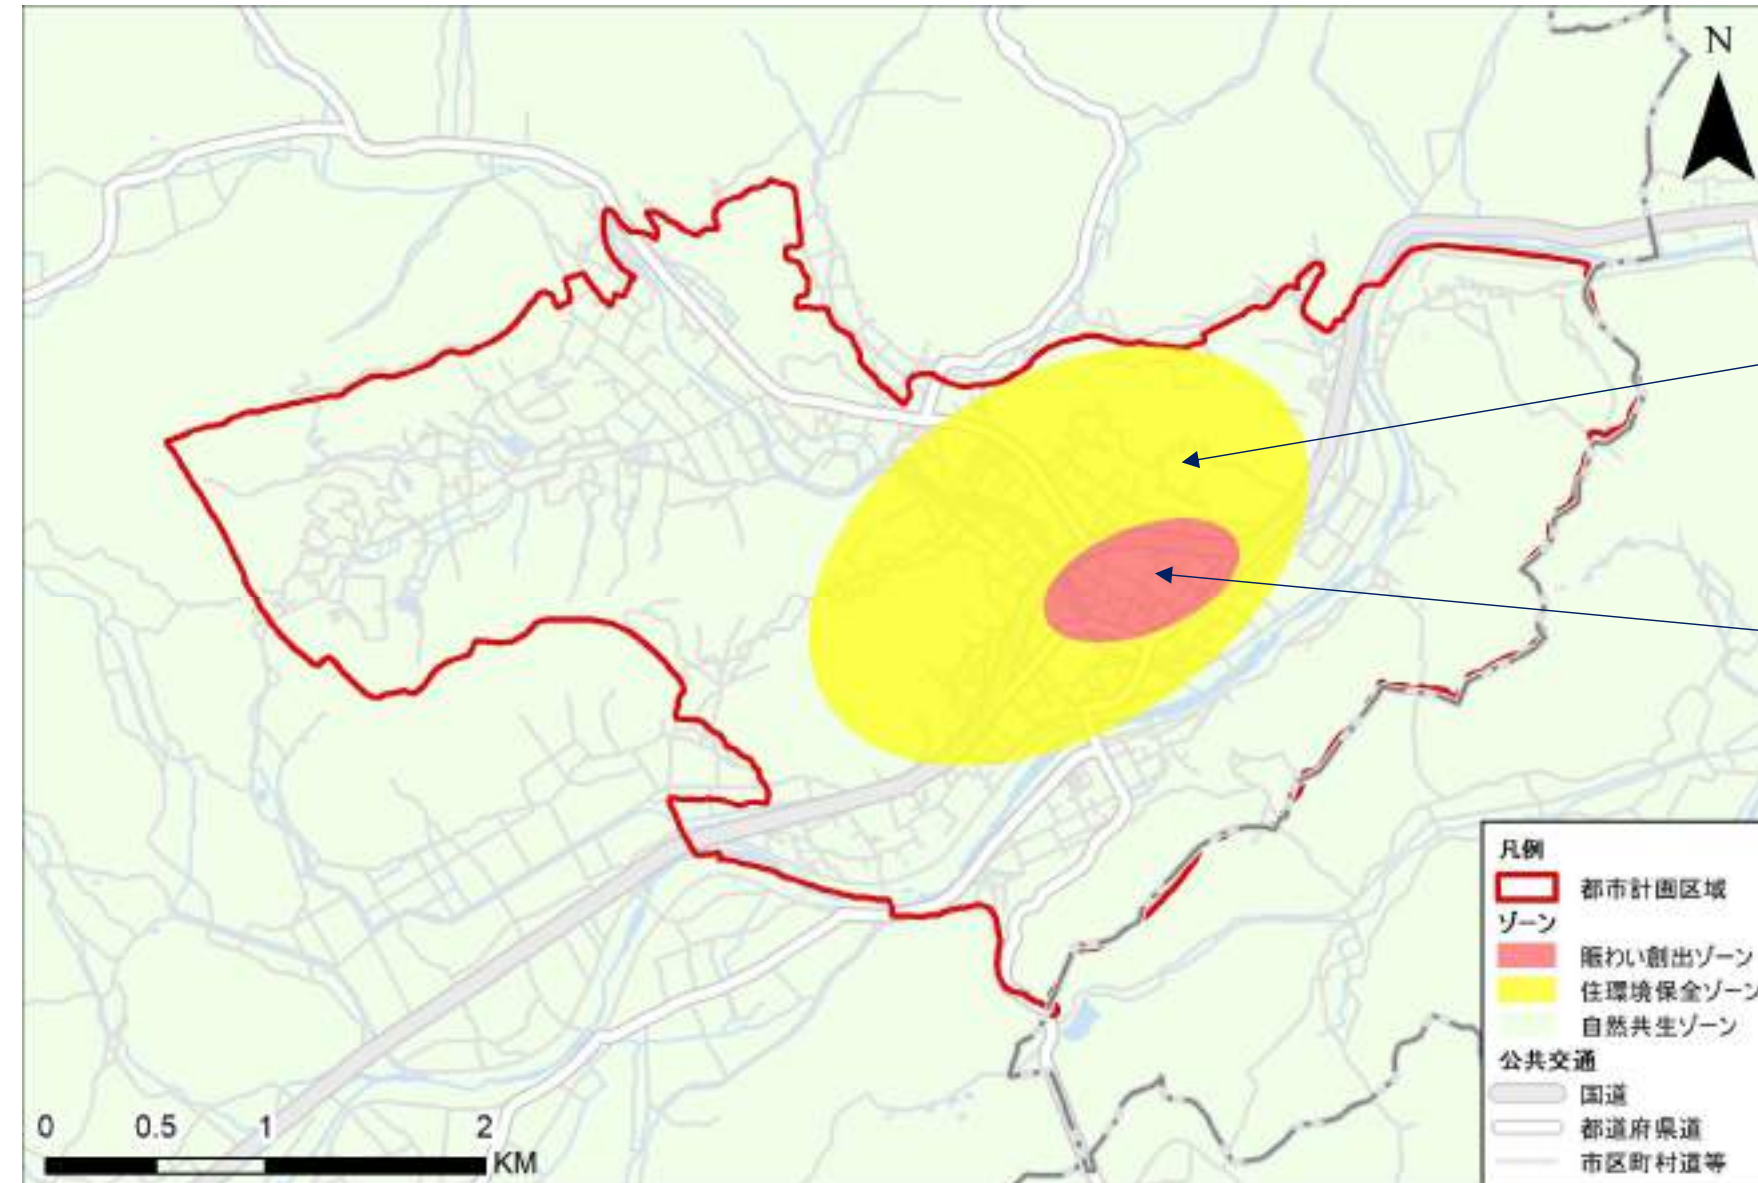 N
凡例
都市計画区域
ゾーン
賑わい創出ゾーン
住環境保全ゾーン
自然共生ゾーン
公共交通
国道
都道府県道
市区町村道等
0 0.5 1 2
KM